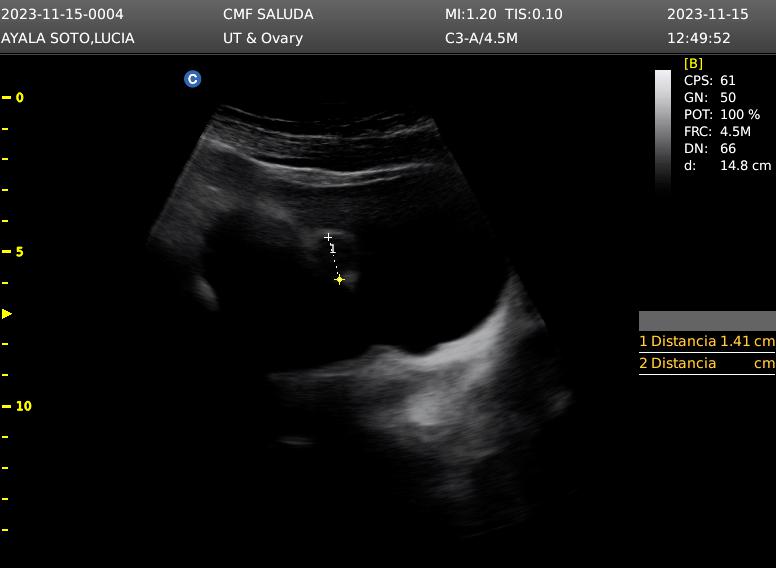 2023-11-15-0004 CMF SALUDA MI:1.20 TIS:0.10 2023-11-15
AYALA SOTO,LUCIA UT & Ovary C3-A/4.5M 12:49:52
[B]
C
CPS: 61
0
GN: 50
POT: 100 %
FRC: 4.5M
DN: 66
d: 14.8 cm
1
5
1 Distancia 1.41 cm
2 Distancia cm
10